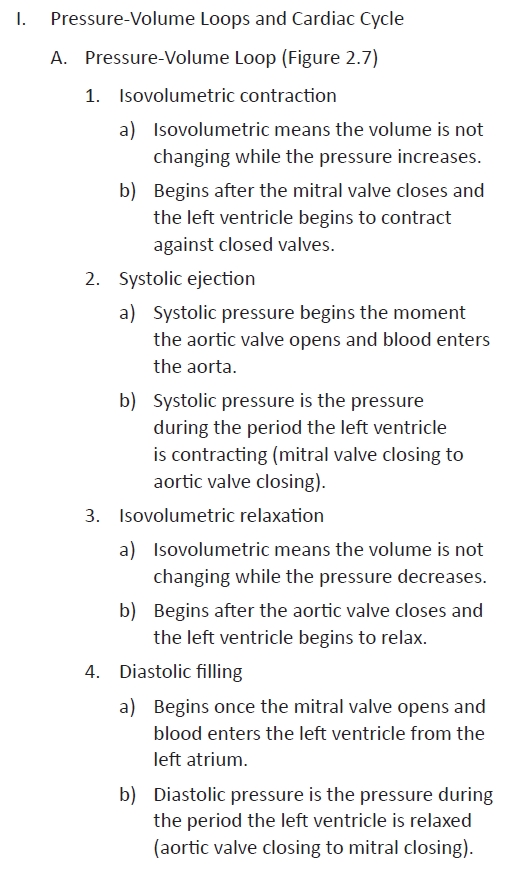 I. Pressure-Volume Loops and Cardiac Cycle
A. Pressure-Volume Loop (Figure 2.7)
1. Isovolumetric contraction
a) Isovolumetric means the volume is not
changing while the pressure increases.
b) Begins after the mitral valve closes and
the left ventricle begins to contract
against closed valves.
2. Systolic ejection
a) Systolic pressure begins the moment
the aortic valve opens and blood enters
the aorta.
b) Systolic pressure is the pressure
during the period the left ventricle
is contracting (mitral valve closing to
aortic valve closing).
3. Isovolumetric relaxation
a) Isovolumetric means the volume is not
changing while the pressure decreases.
b) Begins after the aortic valve closes and
the left ventricle begins to relax.
4. Diastolic filling
a) Begins once the mitral valve opens and
blood enters the left ventricle from the
left atrium.
b) Diastolic pressure is the pressure during
the period the left ventricle is relaxed
(aortic valve closing to mitral closing).